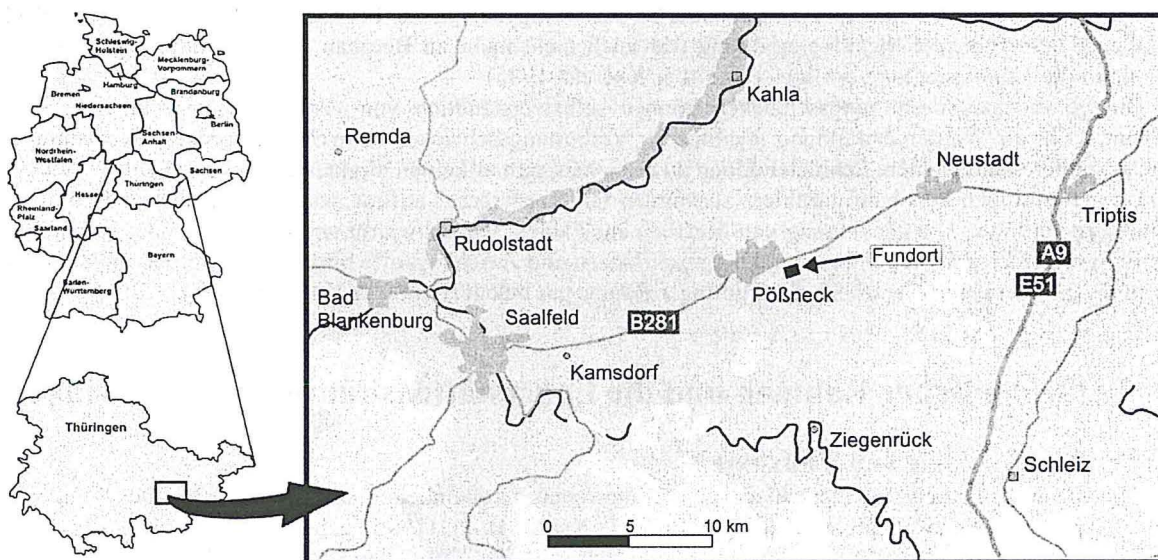 Schleswig-
Holstein
Mecklenburg-
Vorpommern
Hamburg
Bremen
Niedersachsen
Brandenburg
Berlin
Sachsen
Anhalt
Nordrhein-
Westfalen
Sachsen
Thüringen
Hessen
Rheinland-
Pfalz
Saarland
Bayern
Baden-
Württemberg
Thüringen
Kahla
Remda
Neustadt
Triptis
Rudolstadt
Fundort
A9
E51
Pößneck
Bad
Blankenburg
Saalfeld
B281
Kamsdorf
Ziegenrück
Schleiz
0 5 10 km